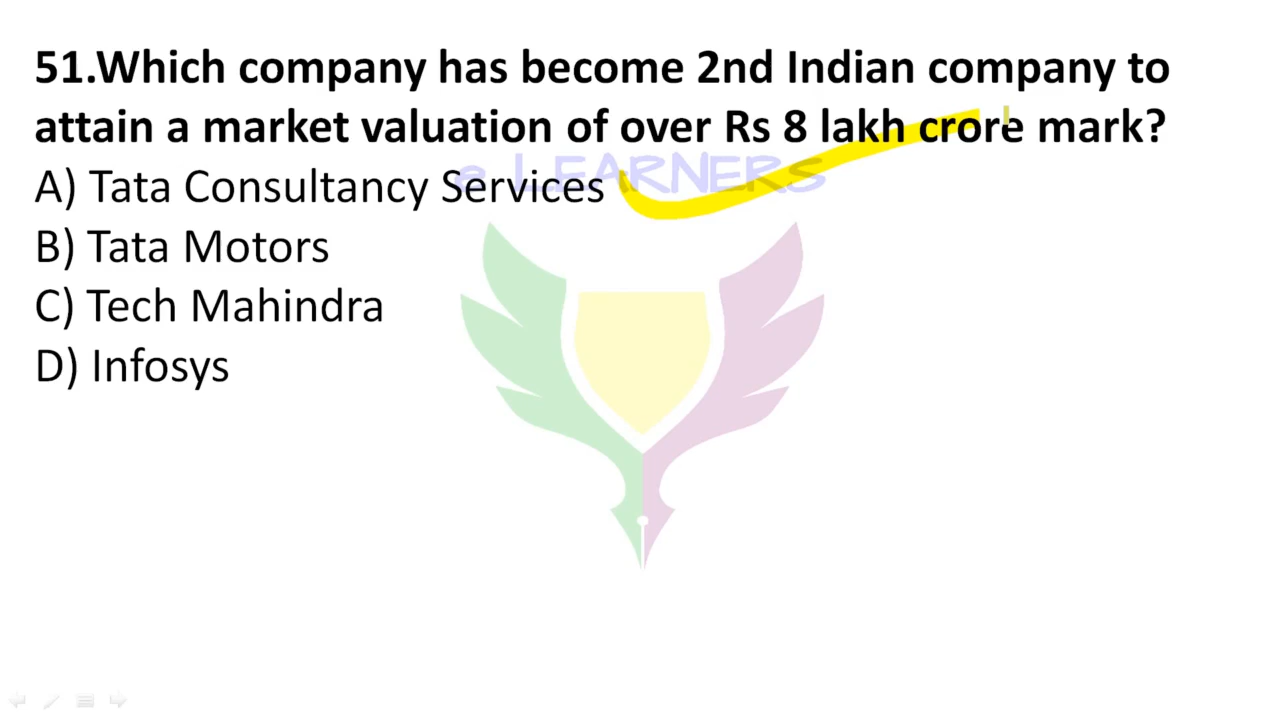 51.Which company has become 2nd Indian company to
attain a market valuation of over Rs 8 lakh crore mark?
e LEARNERS
A) Tata Consultancy Services
B) Tata Motors
C) Tech Mahindra
D) Infosys